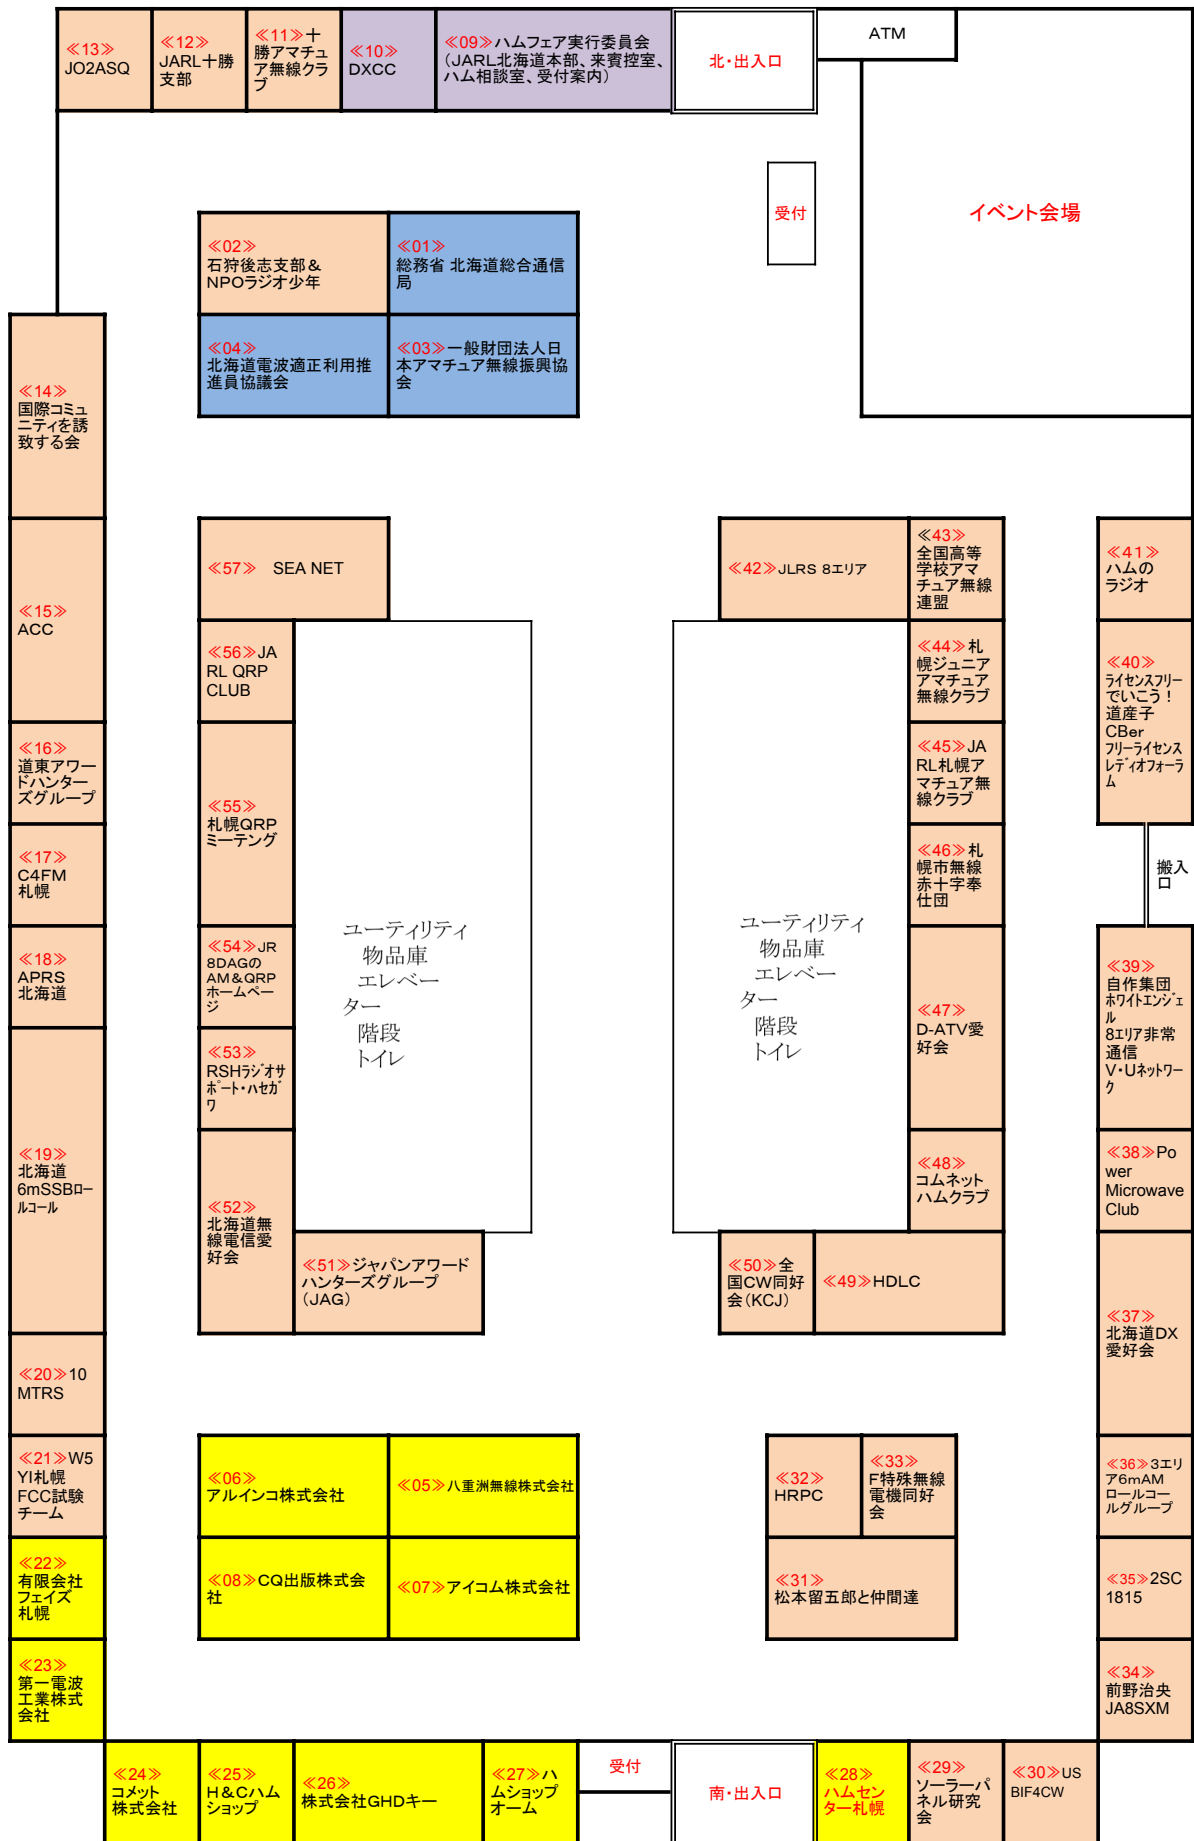 ≪13≫
JO2ASQ
≪12≫
JARL十勝
支部
≪11≫十
勝アマチュ
ア無線クラ
ブ
≪10≫
DXCC
≪09≫ハムフェア実行委員会
(JARL北海道本部、来賓控室、
ハム相談室、受付案内)
北・出入口
ATM
受付
イベント会場
≪02≫
石狩後志支部&
NPOラジオ少年
≪01≫
総務省 北海道総合通信
局
≪04≫
北海道電波適正利用推
進員協議会
≪03≫一般財団法人日
本アマチュア無線振興協
会
≪14≫
国際コミュ
ニティを誘
致する会
≪15≫
ACC
≪16≫
道東アワー
ドハンター
ズグループ
≪17≫
C4FM
札幌
≪18≫
APRS
北海道
≪19≫
北海道
6mSSBロー
ルコール
≪20≫10
MTRS
≪21≫W5
YI札幌
FCC試験
チーム
≪22≫
有限会社
フェイズ
札幌
≪23≫
第一電波
工業株式
会社
≪57≫ SEA NET
≪56≫JA
RL QRP
CLUB
≪55≫
札幌QRP
ミーテング
≪54≫JR
8DAGの
AM&QRP
ホームペー
ジ
≪53≫
RSHラジオサ
ポート・ハセガ
ワ
≪52≫
北海道無
線電信愛
好会
≪51≫ジャパンアワード
ハンターズグループ
(JAG)
ユーティリティ
物品庫
エレベー
ター
階段
トイレ
ユーティリティ
物品庫
エレベー
ター
階段
トイレ
≪42≫JLRS 8エリア
≪43≫
全国高等
学校アマ
チュア無線
連盟
≪44≫札
幌ジュニア
アマチュア
無線クラブ
≪45≫JA
RL札幌ア
マチュア無
線クラブ
≪46≫札
幌市無線
赤十字奉
仕団
≪47≫
D-ATV愛
好会
≪48≫
コムネット
ハムクラブ
≪50≫全
国CW同好
会(KCJ)
≪49≫HDLC
≪41≫
ハムの
ラジオ
≪40≫
ライセンスフリー
でいこう!
道産子
CBer
フリーライセンス
レディオフォーラ
ム
搬入
口
≪39≫
自作集団
ホワイトエンジェ
ル
8エリア非常
通信
V・Uネットワー
ク
≪38≫Po
wer
Microwave
Club
≪37≫
北海道DX
愛好会
≪36≫3エリ
ア6mAM
ロールコー
ルグループ
≪35≫2SC
1815
≪34≫
前野治央
JA8SXM
≪06≫
アルインコ株式会社
≪05≫八重洲無線株式会社
≪08≫CQ出版株式会
社
≪07≫アイコム株式会社
≪32≫
HRPC
≪33≫
F特殊無線
電機同好
会
≪31≫
松本留五郎と仲間達
≪24≫
コメット
株式会社
≪25≫
H&Cハム
ショップ
≪26≫
株式会社GHDキー
≪27≫ハ
ムショップ
オーム
受付
南・出入口
≪28≫
ハムセン
ター札幌
≪29≫
ソーラーパ
ネル研究
会
≪30≫US
BIF4CW